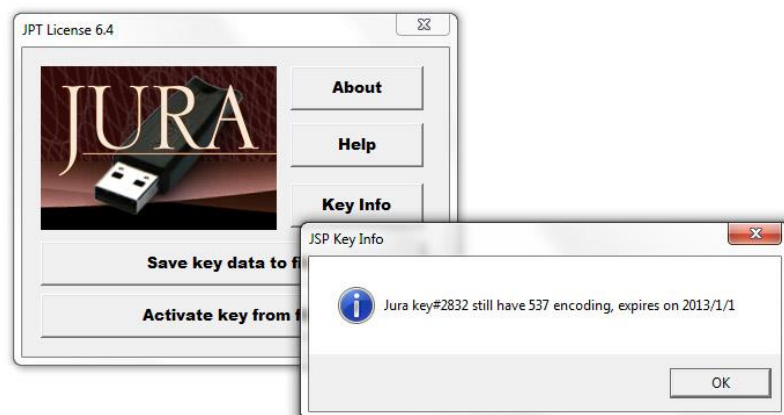 JPT License 6.4
JURA
About
Help
Key Info
Save key data to
Activate key from
JSP Key Info
Jura key#2832 still have 537 encoding, expires on 2013/1/1
OK